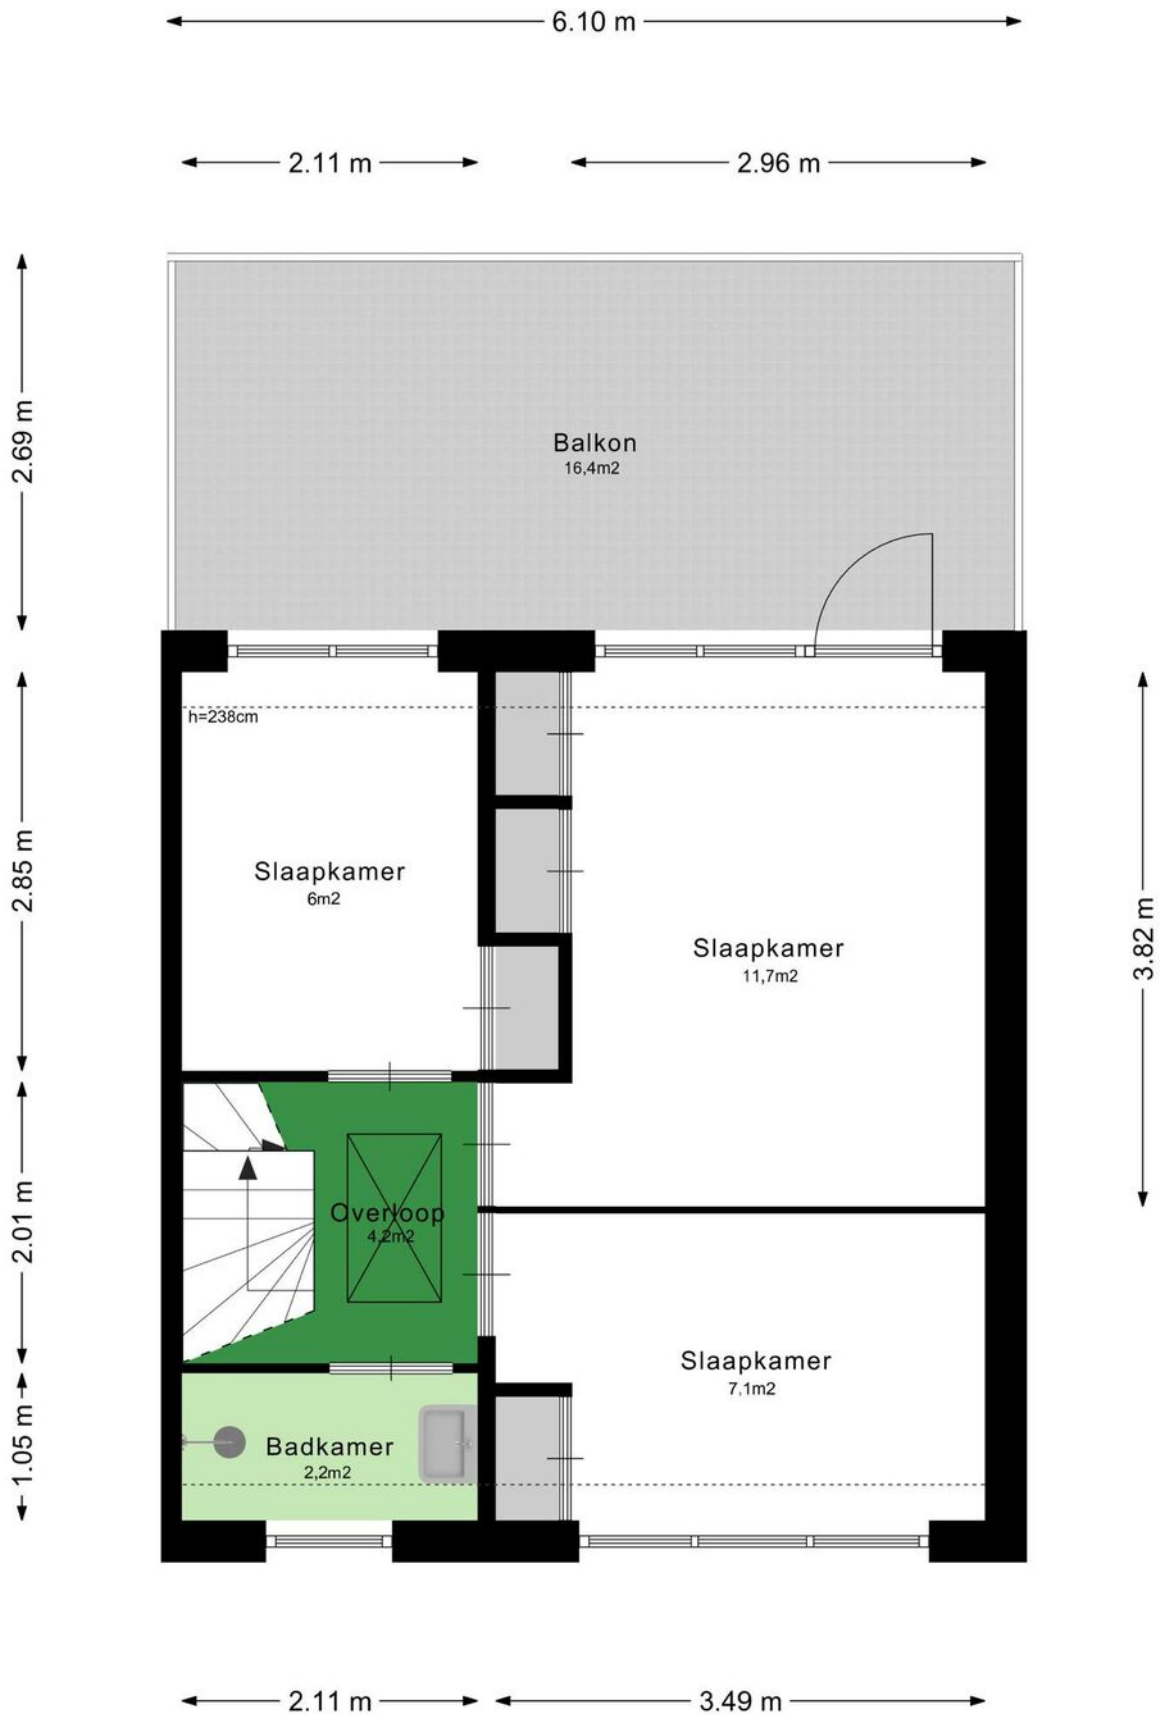 6.10 m
2.11 m
2.96 m
2.69 m
Balkon
16,4m2
h=238cm
2.85 m
Slaapkamer
6m2
Slaapkamer
11,7m2
3.82 m
2.01 m
Overloop
4,2m2
Slaapkamer
7,1m2
1.05 m
Badkamer
2,2m2
2.11 m
3.49 m